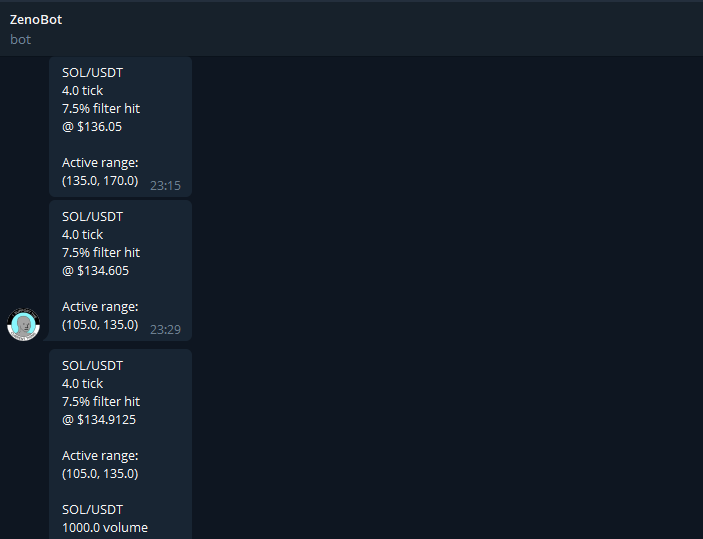 ZenoBot
bot
SOL/USDT
4.0 tick
7.5% filter hit
@ $136.05
Active range:
(135.0, 170.0) 23:15
SOL/USDT
4.0 tick
7.5% filter hit
@ $134.605
Active range:
(105.0, 135.0) 23:29
SOL/USDT
4.0 tick
7.5% filter hit
@ $134.9125
Active range:
(105.0, 135.0)
SOL/USDT
1000.0 volume